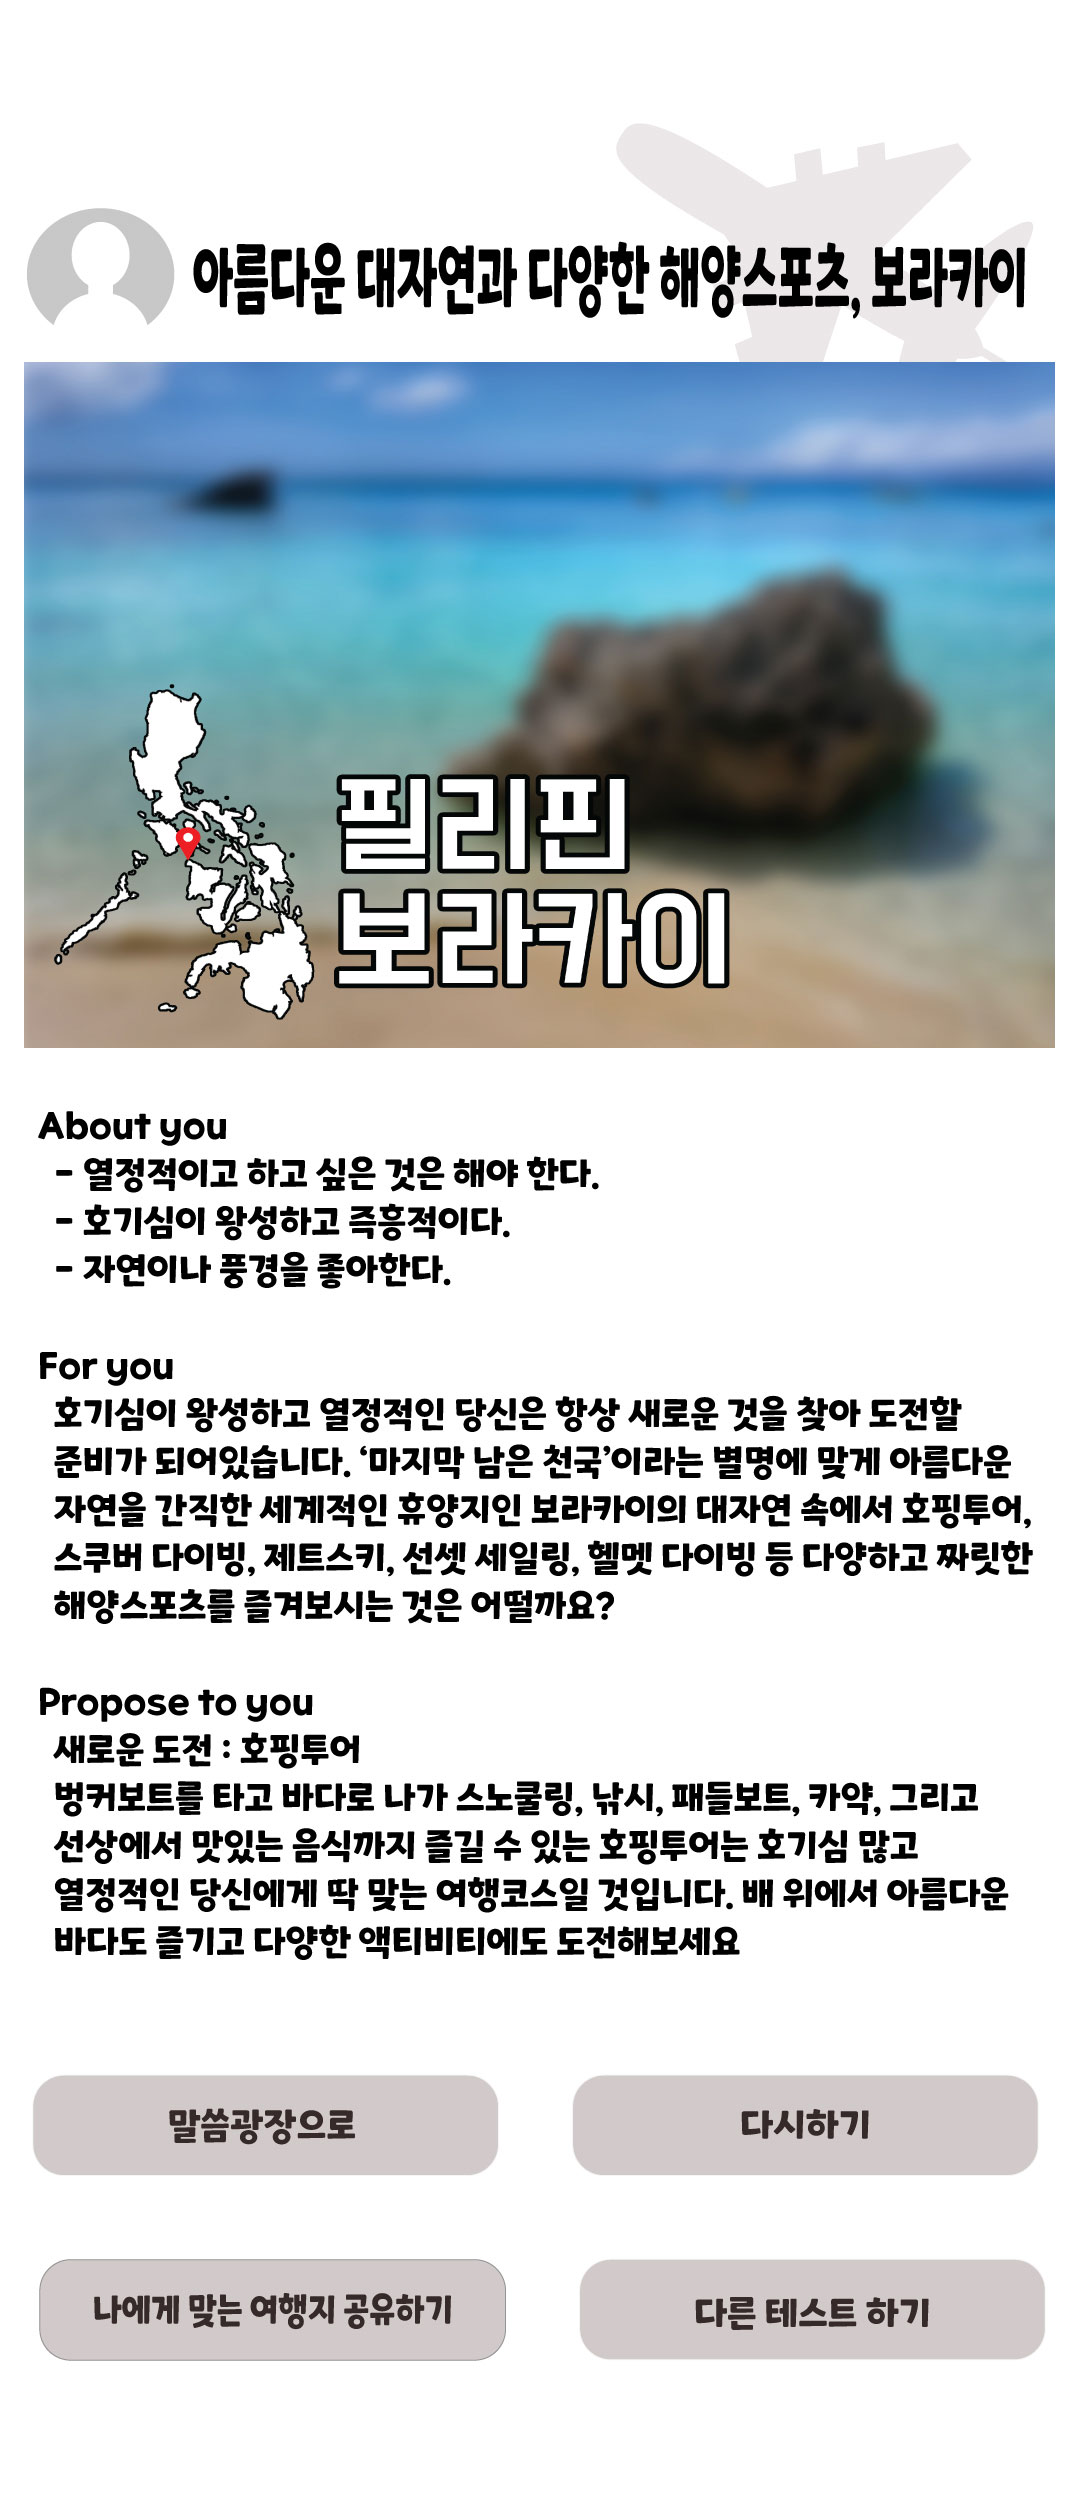 아름다운 대자연과 다양한 해양스포츠, 보라카이
필리핀
보라카이
About you
- 열정적이고 하고 싶은 것은 해야 한다.
- 호기심이 왕성하고 즉흥적이다.
- 자연이나 풍경을 좋아한다.
For you
호기심이 왕성하고 열정적인 당신은 항상 새로운 것을 찾아 도전할
준비가 되어있습니다. ‘마지막 남은 천국’이라는 별명에 맞게 아름다운
자연을 간직한 세계적인 휴양지인 보라카이의 대자연 속에서 호핑투어,
스쿠버 다이빙, 제트스키, 선셋 세일링, 헬멧 다이빙 등 다양하고 짜릿한
해양스포츠를 즐겨보시는 것은 어떨까요?
Propose to you
새로운 도전 : 호핑투어
벙커보트를 타고 바다로 나가 스노쿨링, 낚시, 패들보트, 카약, 그리고
선상에서 맛있는 음식까지 즐길 수 있는 호핑투어는 호기심 많고
열정적인 당신에게 딱 맞는 여행코스일 것입니다. 배 위에서 아름다운
바다도 즐기고 다양한 액티비티에도 도전해보세요
말씀광장으로
다시하기
나에게 맞는 여행지 공유하기
다른 테스트 하기